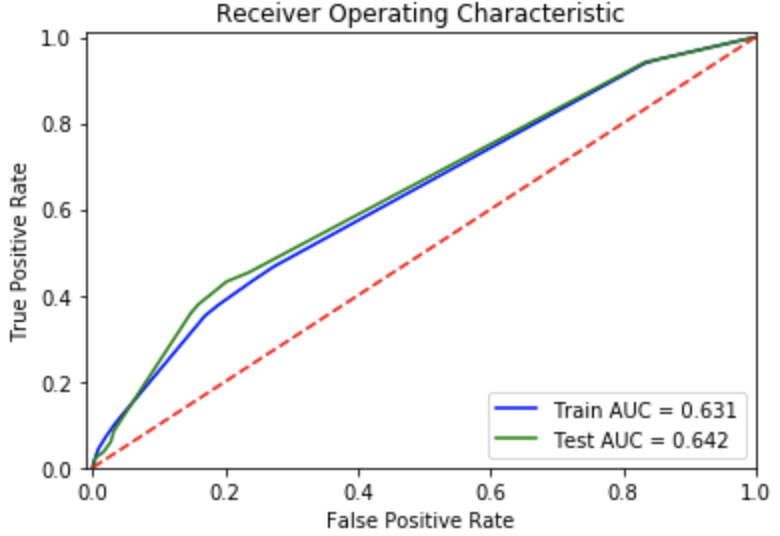 Receiver Operating Characteristic
1.0
0.8
0.6
0.4
0.2
0.0
True Positive Rate
Train AUC = 0.631
Test AUC = 0.642
0.0 0.2 0.4 0.6 0.8 1.0
False Positive Rate